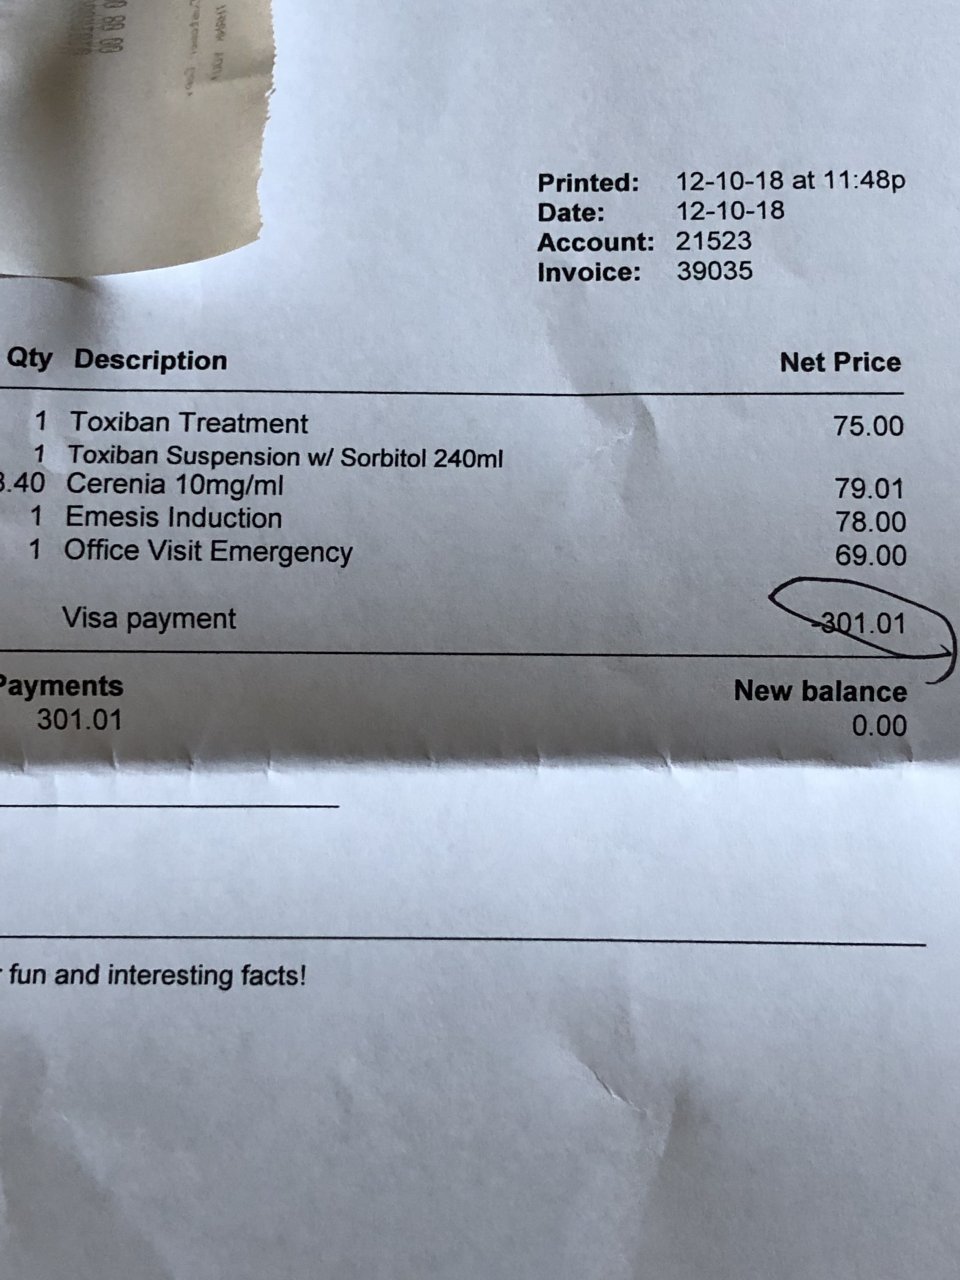 Printed: 12-10-18 at 11:48p
Date: 12-10-18
Account: 21523
Invoice: 39035
Qty Description Net Price
1 Toxiban Treatment 75.00
1 Toxiban Suspension w/ Sorbitol 240ml
.40 Cerenia 10mg/ml 79.01
1 Emesis Induction 78.00
1 Office Visit Emergency 69.00
Visa payment -301.01
Payments New balance
301.01 0.00
fun and interesting facts!